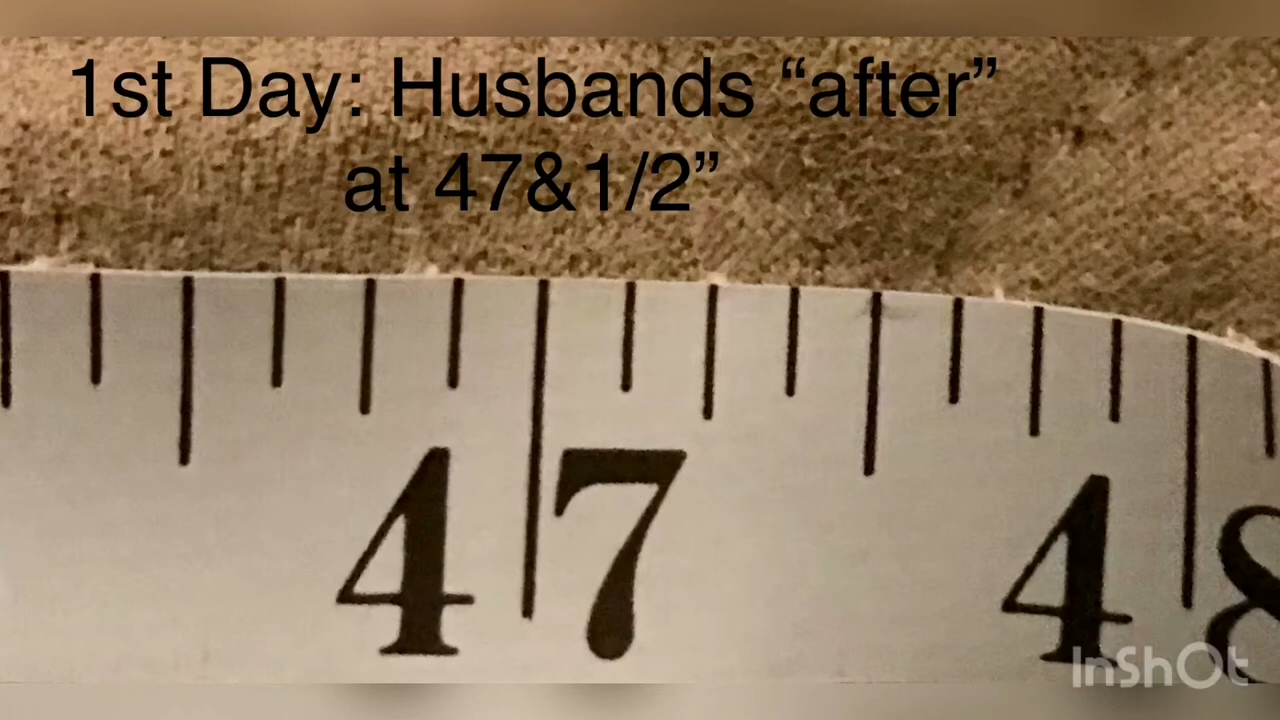 1st Day: Husbands “after”
at 47&1/2”
47
48
InShOt